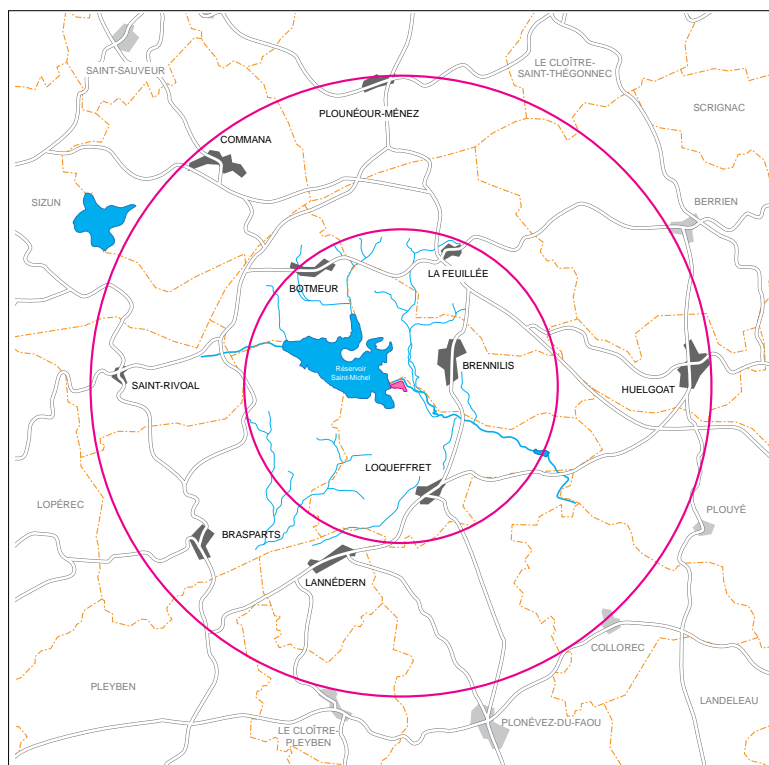 SAINT-SAUVEUR
LE CLOÎTRE-
SAINT-THÉGONNEC
PLOUNÉOUR-MÉNEZ
SCRIGNAC
COMMANA
SIZUN
BERRIEN
LA FEUILLÉE
BOTMEUR
BRENNILIS
Réservoir
Saint-Michel
SAINT-RIVOAL
HUELGOAT
LOQUEFFRET
LOPÉREC
PLOUYÉ
BRASPARTS
LANNÉDERN
COLLOREC
PLEYBEN
LANDELEAU
PLONÉVEZ-DU-FAOU
LE CLOÎTRE-
PLEYBEN